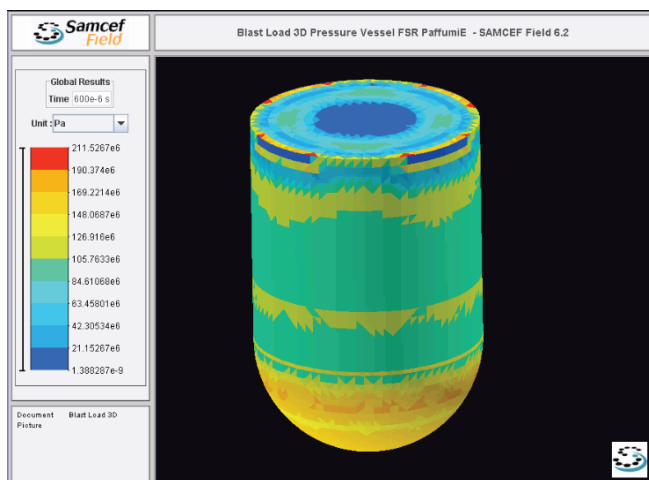 Samcef
Field
Blast Load 3D Pressure Vessel FSR PaffumiE - SAMCEF Field 6.2
Global Results
Time 600e-6 s
Unit : Pa
211.5267e6
190.374e6
169.2214e6
148.0687e6
126.916e6
105.7633e6
84.61068e6
63.45801e6
42.30534e6
21.15267e6
1.388287e-9
Document Blast Load 3D
Picture